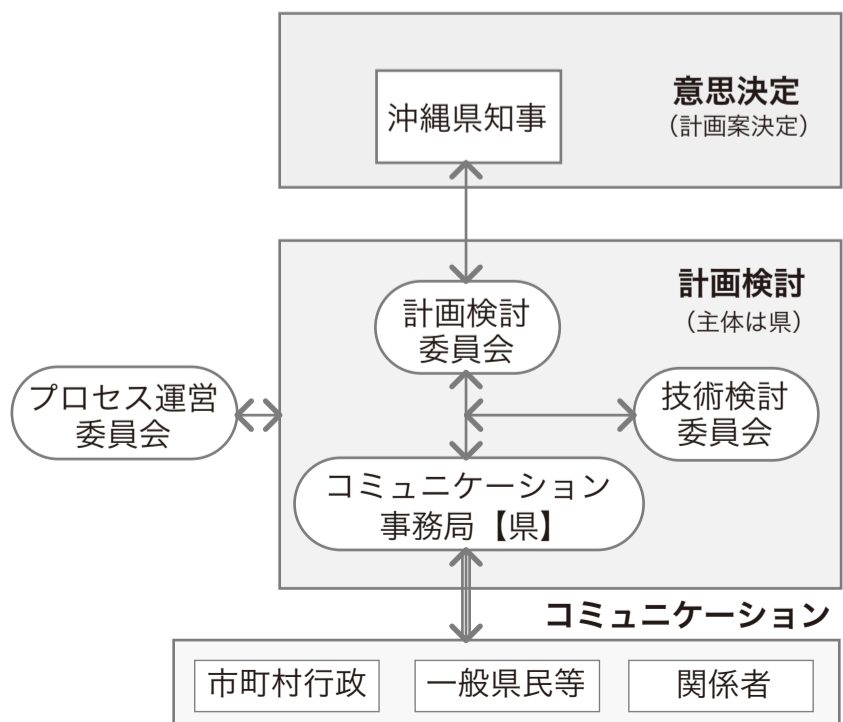 意思決定
(計画案決定)
沖縄県知事
計画検討
(主体は県)
計画検討
委員会
プロセス運営
委員会
技術検討
委員会
コミュニケーション
事務局【県】
コミュニケーション
市町村行政
一般県民等
関係者